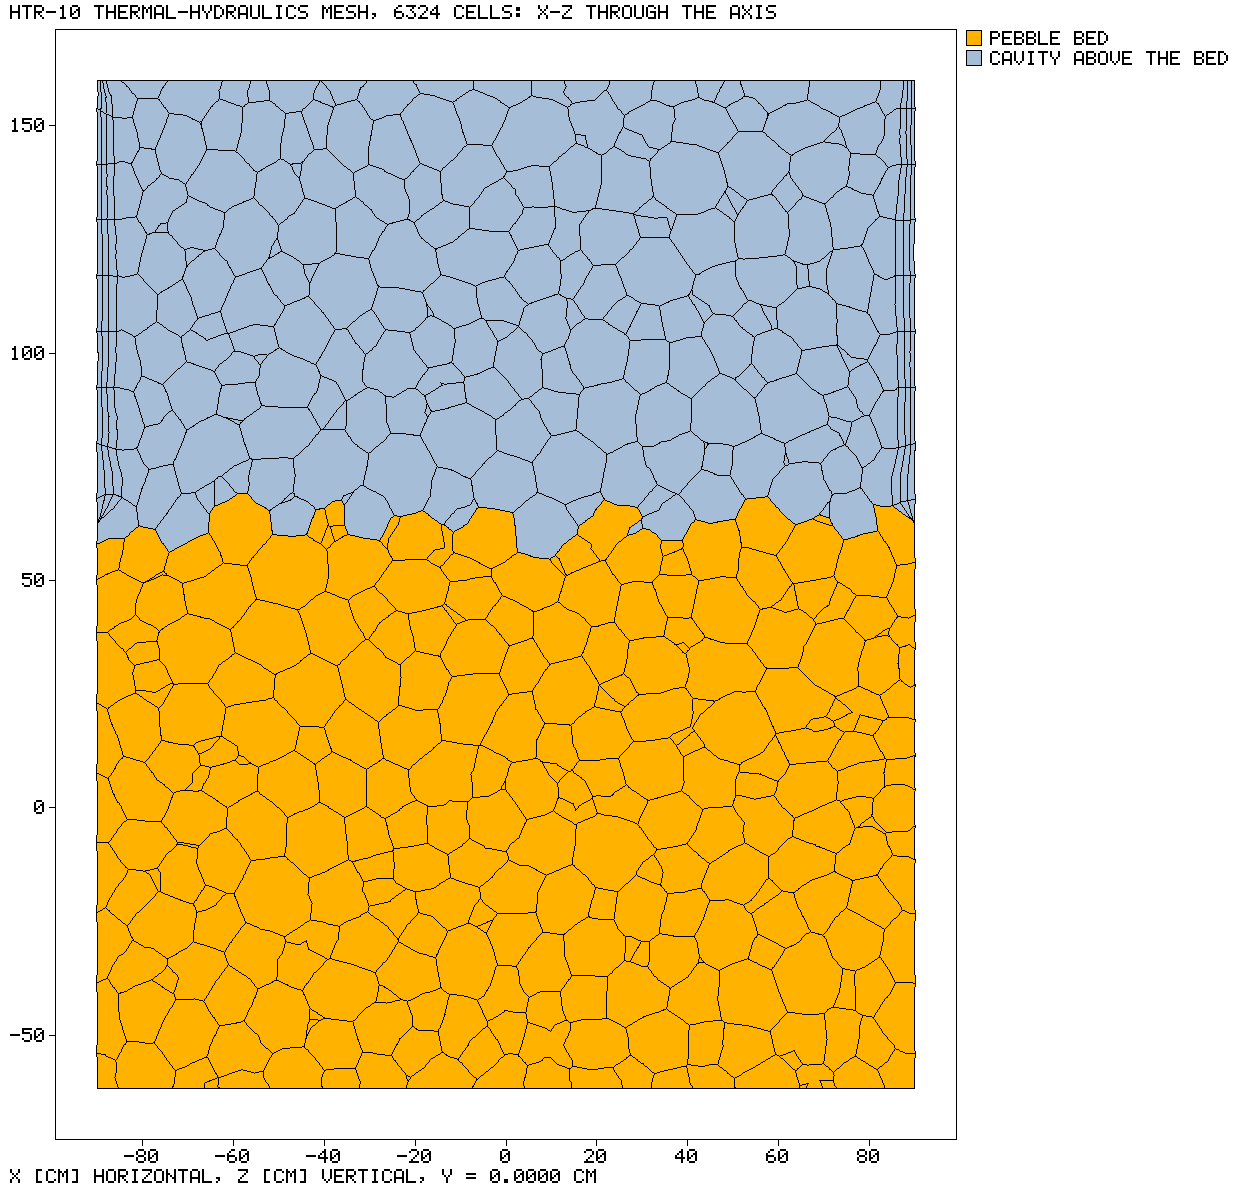 HTR-10 THERMAL-HYDRAULICS MESH, 6324 CELLS: X-Z THROUGH THE AXIS
PEBBLE BED
CAVITY ABOVE THE BED
150
100
50
0
-50
-80 -60 -40 -20 0 20 40 60 80
X [CM] HORIZONTAL, Z [CM] VERTICAL, Y = 0.0000 CM